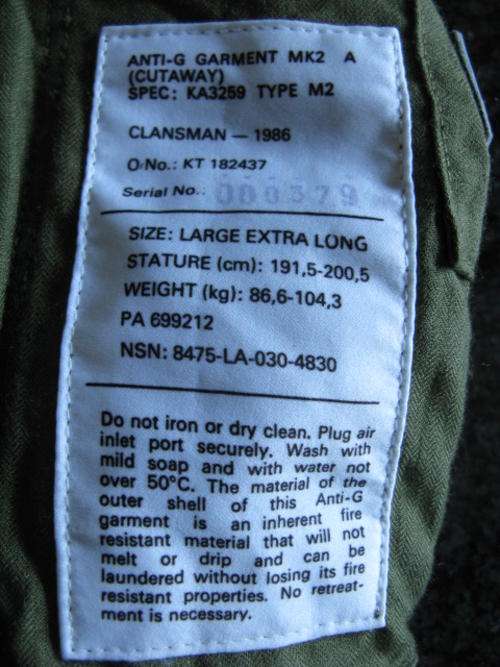 ANTI-G GARMENT MK2 A
(CUTAWAY)
SPEC: KA3259 TYPE M2
CLANSMAN — 1986
O/No.: KT 182437
Serial No.: 000379
SIZE: LARGE EXTRA LONG
STATURE (cm): 191,5-200,5
WEIGHT (kg): 86,6-104,3
PA 699212
NSN: 8475-LA-030-4830
Do not iron or dry clean. Plug air
inlet port securely. Wash with
mild soap and with water not
over 50°C. The material of the
outer shell of this Anti-G
garment is an inherent fire
resistant material that will not
melt or drip and can be
laundered without losing its fire
resistant properties. No retreat-
ment is necessary.